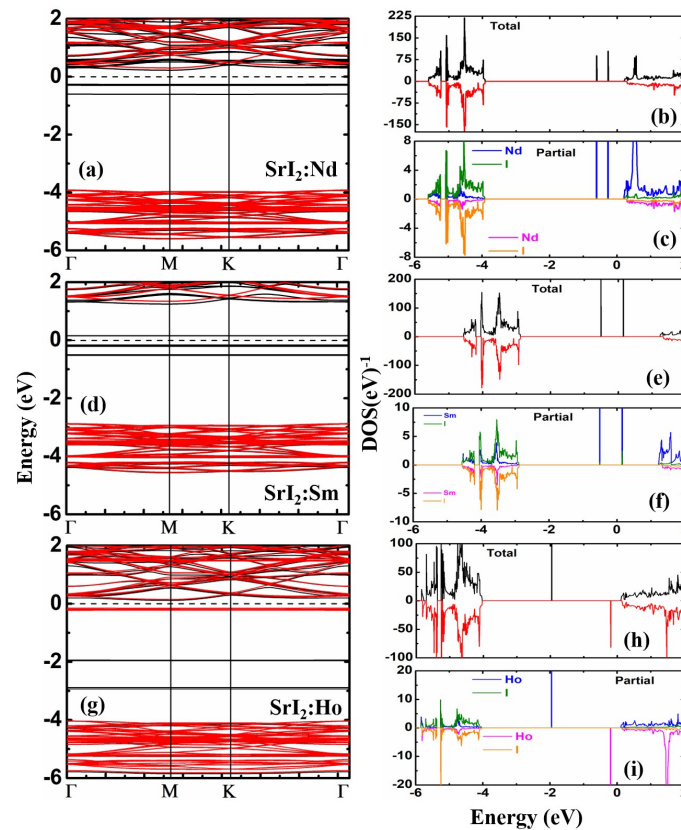 2
0
-2
-4
-6
(a)
SrI₂:Nd
Γ
M
K
Γ
2
0
-2
-4
-6
(d)
SrI₂:Sm
Γ
M
K
Γ
2
0
-2
-4
-6
(g)
SrI₂:Ho
Γ
M
K
Γ
Energy (eV)
225
150
75
0
-75
-150
Total
(b)
8
4
0
-4
-8
Nd
I
Partial
Nd
I
(c)
-6
-4
-2
0
200
100
0
-100
-200
Total
(e)
10
5
0
-5
-10
Sm
I
Partial
Sm
I
(f)
-6
-4
-2
0
100
50
0
-50
-100
Total
(h)
20
10
0
-10
-20
Ho
I
Partial
Ho
I
(i)
-6
-4
-2
0
DOS(eV)⁻¹
Energy (eV)